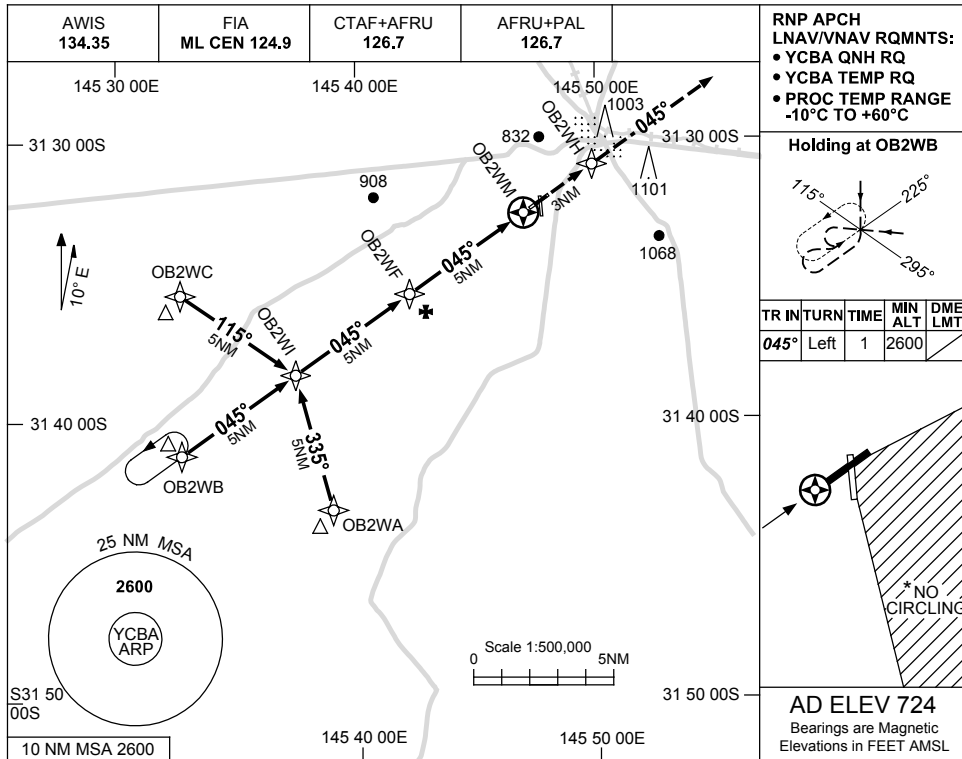 AWIS
134.35
FIA
ML CEN 124.9
CTAF+AFRU
126.7
AFRU+PAL
126.7
RNP APCH
LNAV/VNAV RQMNTS:
• YCBA QNH RQ
• YCBA TEMP RQ
• PROC TEMP RANGE
-10°C TO +60°C
145 30 00E
145 40 00E
145 50 00E
31 30 00S
31 30 00S
1003
832
OB2WH
045°
OB2WM
3NM
1101
908
1068
OB2WF
045°
5NM
10° E
OB2WC
115°
5NM
OB2WI
045°
5NM
31 40 00S
31 40 00S
045°
5NM
335°
5NM
OB2WB
OB2WA
25 NM MSA
2600
YCBA
ARP
Scale 1:500,000
0
5NM
S31 50
00S
31 50 00S
145 40 00E
145 50 00E
10 NM MSA 2600
Holding at OB2WB
115°
225°
295°
TR IN
TURN
TIME
MIN
ALT
DME
LMT
045°
Left
1
2600
*NO
CIRCLING
AD ELEV 724
Bearings are Magnetic
Elevations in FEET AMSL